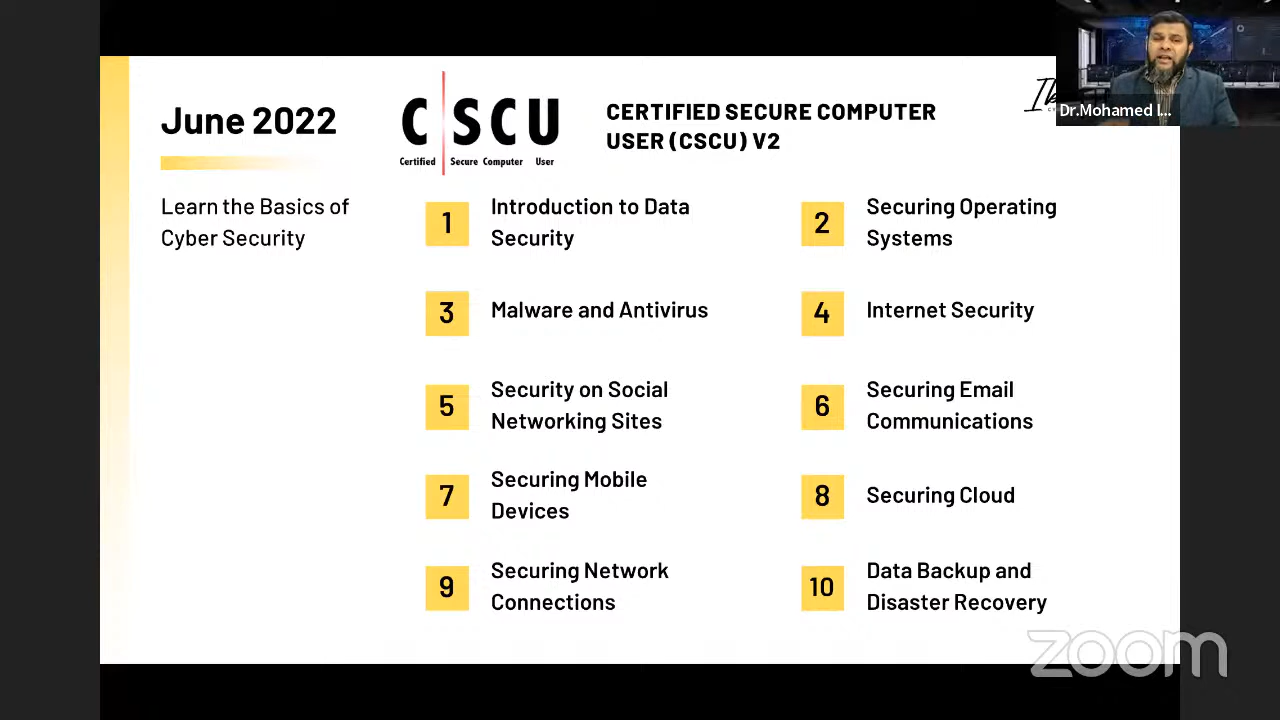 June 2022
Learn the Basics of
Cyber Security
CSCU
Certified Secure Computer User
CERTIFIED SECURE COMPUTER
USER (CSCU) V2
1
Introduction to Data
Security
2
Securing Operating
Systems
3
Malware and Antivirus
4
Internet Security
5
Security on Social
Networking Sites
6
Securing Email
Communications
7
Securing Mobile
Devices
8
Securing Cloud
9
Securing Network
Connections
10
Data Backup and
Disaster Recovery
Dr.Mohamed I...
zoom